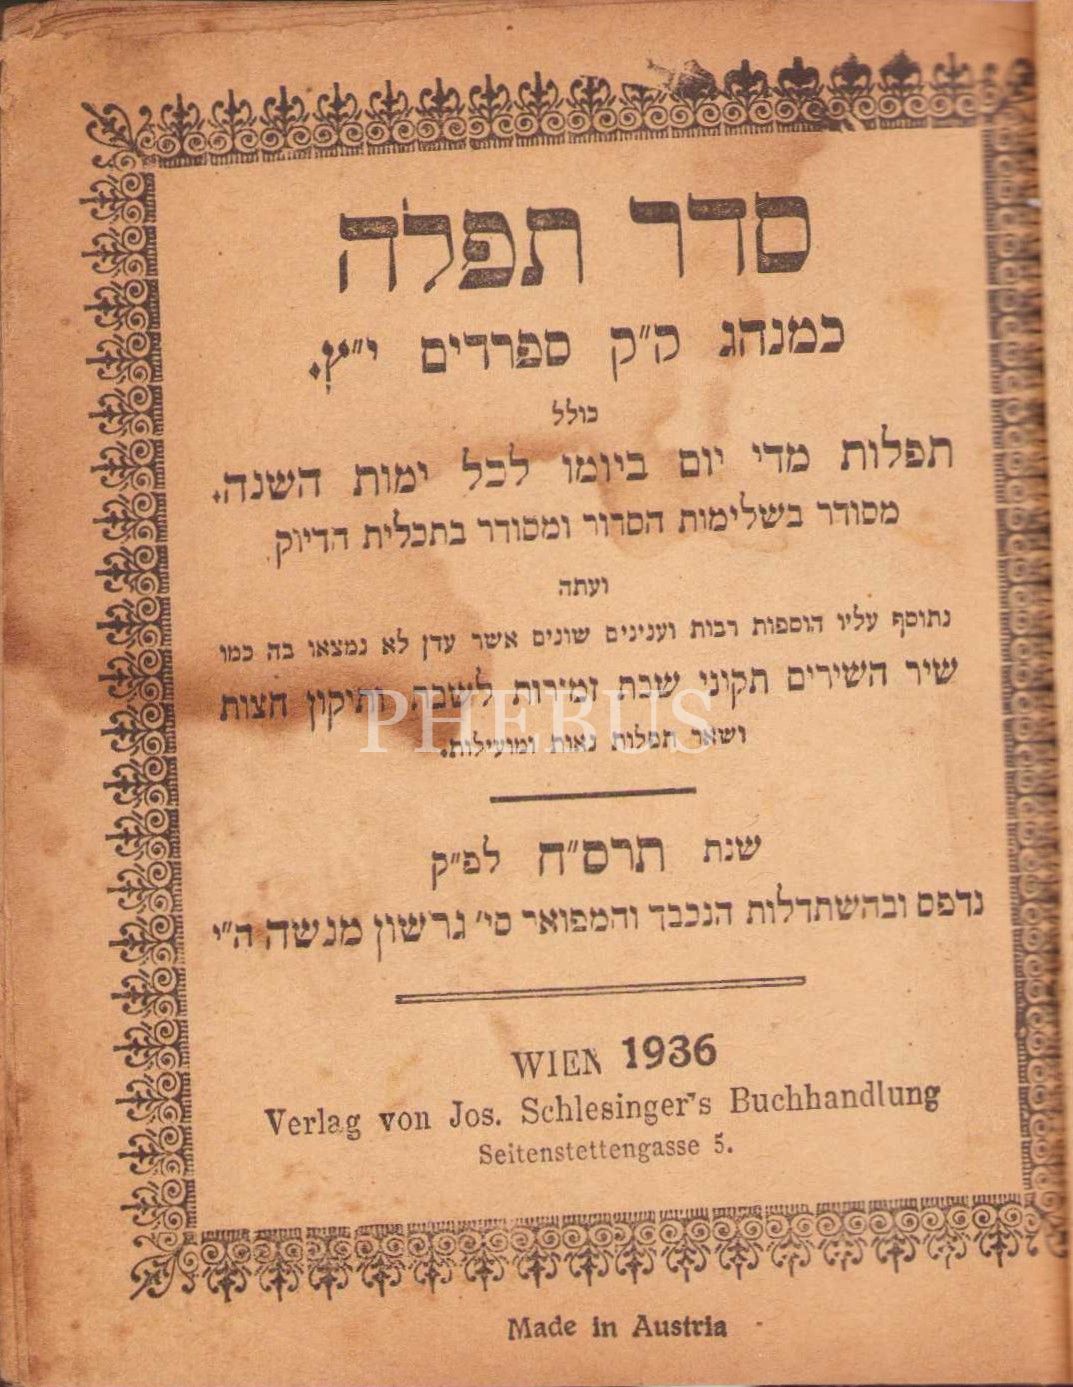 סדר תפלה
כמנהג ק״ק ספרדים י״ץ.
כולל
תפלות מדי יום ביומו לכל ימות השנה.
מסודר בשלימות הסדור ומסודר בתכלית הדיוק.
ועתה
נתוסף עליו הוספות רבות וענינים שונים אשר עדן לא נמצאו בה כמו
שיר השירים תקוני שבת זמירות לשבת ותיקון חצות
ושאר תפלות נאות ומועילות.
PHEBUS
שנת תרס״ח לפ״ק
נדפס ובהשתדלות הנכבד והמפואר סי׳ גרשון מנשה ה״י
WIEN 1936
Verlag von Jos. Schlesinger's Buchhandlung
Seitenstettengasse 5.
Made in Austria